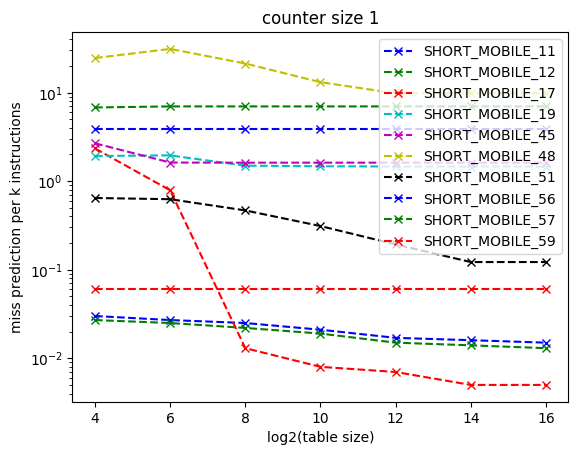 counter size 1
miss prediction per k instructions
10¹
10⁰
10⁻¹
10⁻²
SHORT_MOBILE_11
SHORT_MOBILE_12
SHORT_MOBILE_17
SHORT_MOBILE_19
SHORT_MOBILE_45
SHORT_MOBILE_48
SHORT_MOBILE_51
SHORT_MOBILE_56
SHORT_MOBILE_57
SHORT_MOBILE_59
4 6 8 10 12 14 16
log2(table size)